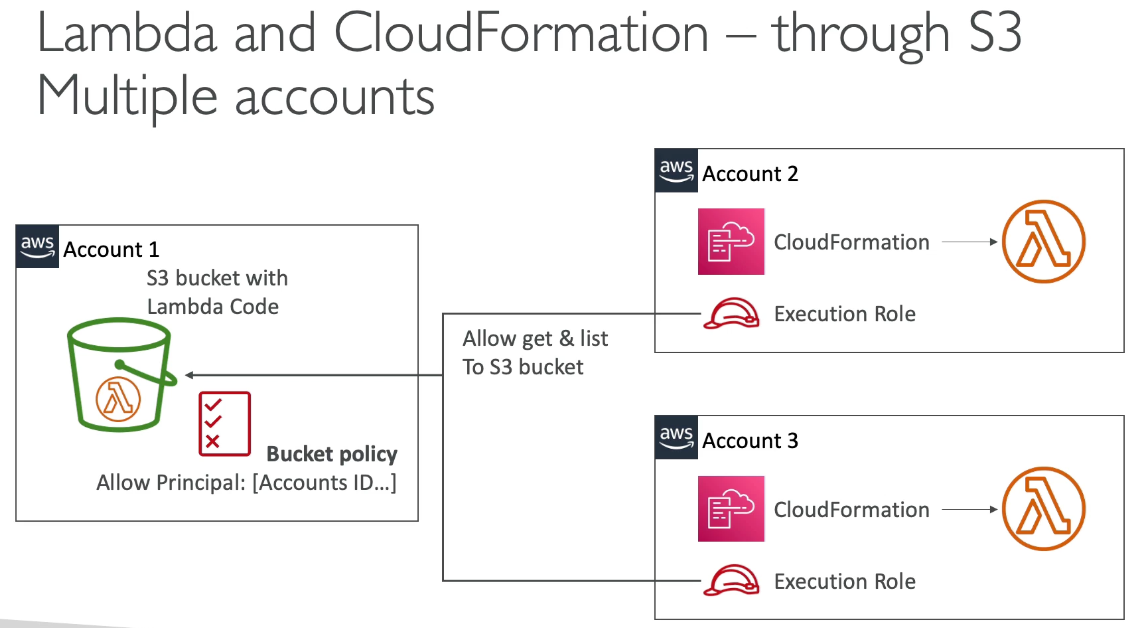 Lambda and CloudFormation – through S3
Multiple accounts
aws
Account 1
S3 bucket with
Lambda Code
Bucket policy
Allow Principal: [Accounts ID...]
Allow get & list
To S3 bucket
aws
Account 2
CloudFormation
Execution Role
aws
Account 3
CloudFormation
Execution Role